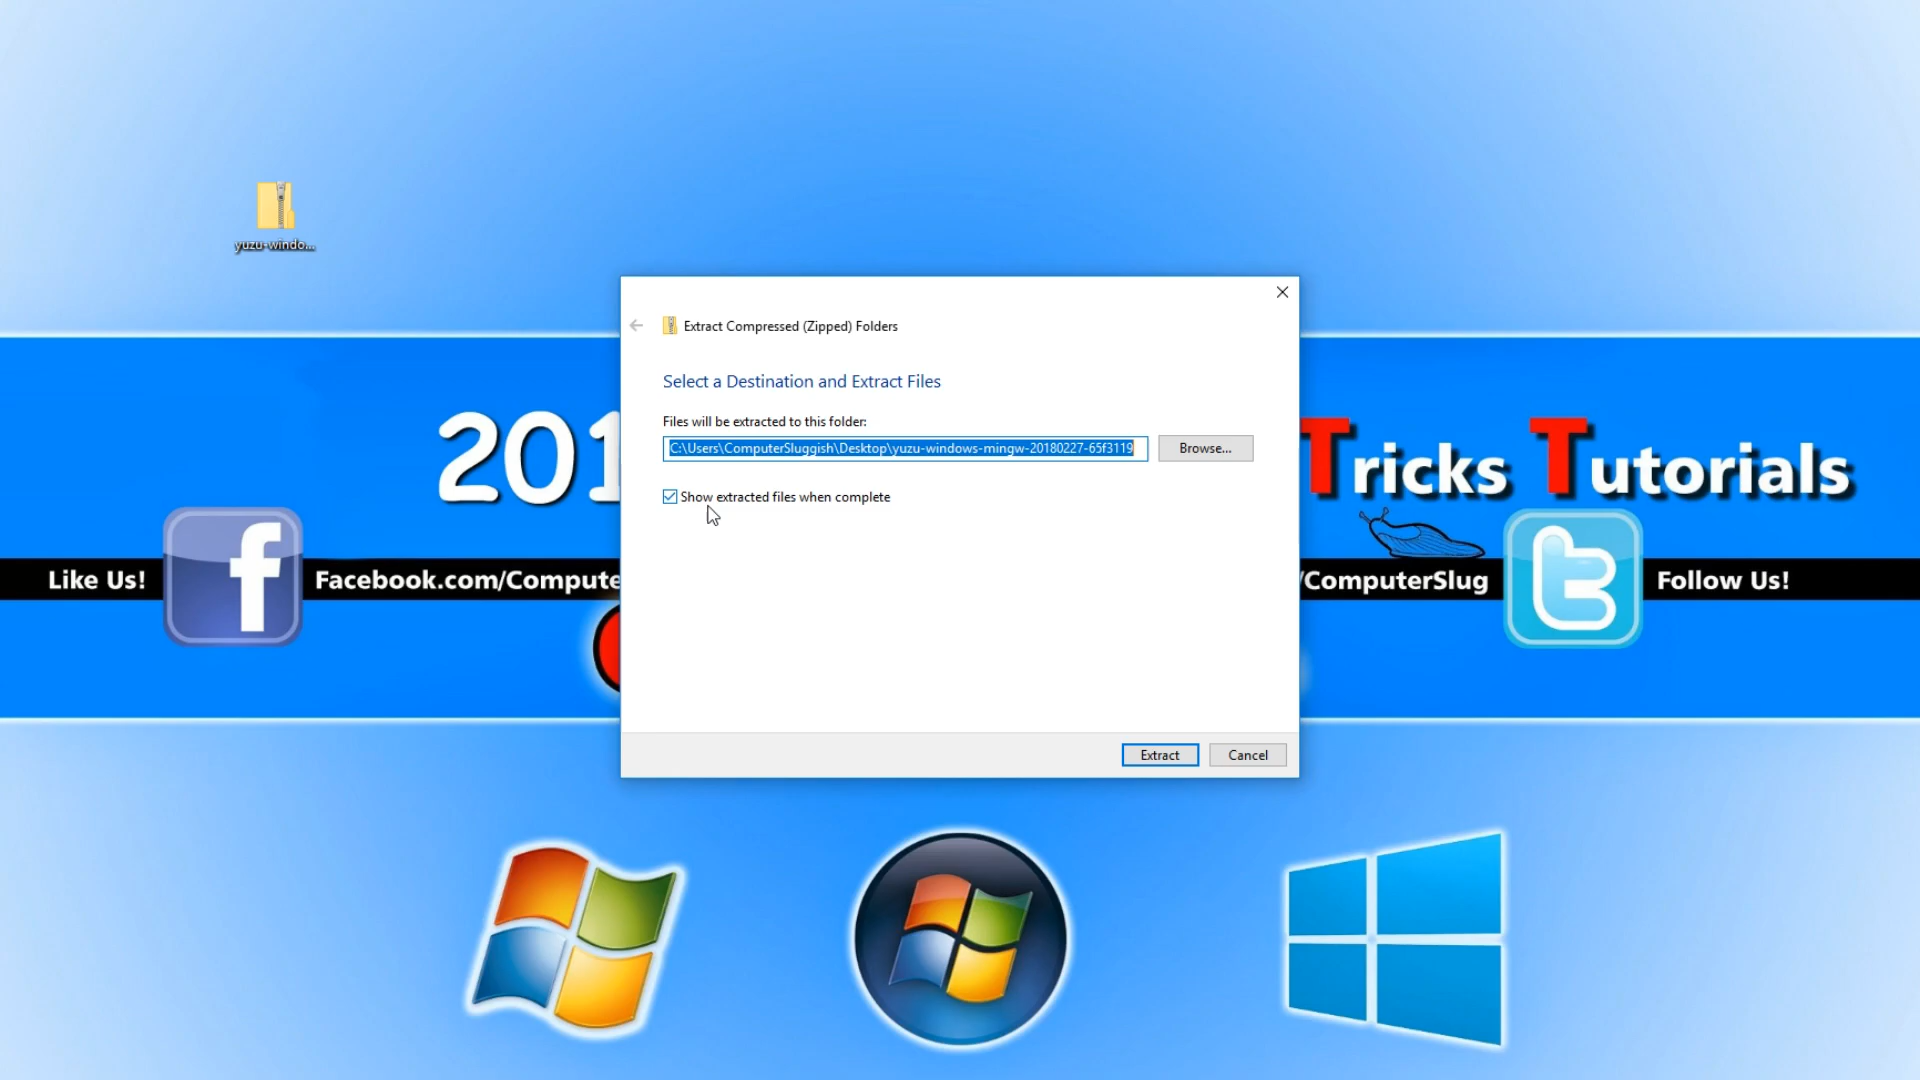 yuzu-windo...
Extract Compressed (Zipped) Folders
Select a Destination and Extract Files
Files will be extracted to this folder:
C:\Users\ComputerSluggish\Desktop\yuzu-windows-mingw-20180227-65f3119
Browse...
Show extracted files when complete
201
Tricks Tutorials
Like Us!
f
Facebook.com/Compute
/ComputerSlug
t
Follow Us!
Extract
Cancel